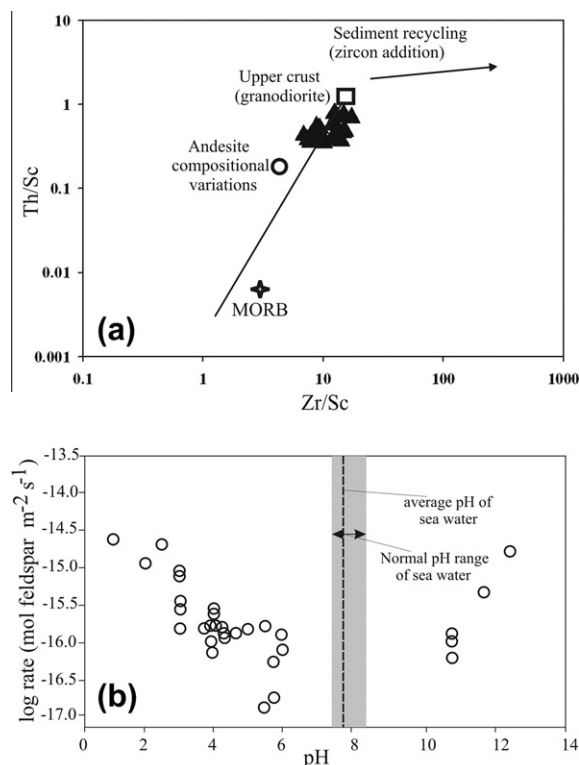 10
Sediment recycling
(zircon addition)
Upper crust
(granodiorite)
1
Andesite
compositional
variations
Th/Sc
0.1
0.01
MORB
(a)
0.001
0.1 1 10 100 1000
Zr/Sc
-13.5
-14.0
average pH of
sea water
-14.5
Normal pH range
of sea water
-15.0
log rate (mol feldspar m⁻² s⁻¹)
-15.5
-16.0
-16.5
(b)
-17.0
0 2 4 6 8 10 12 14
pH